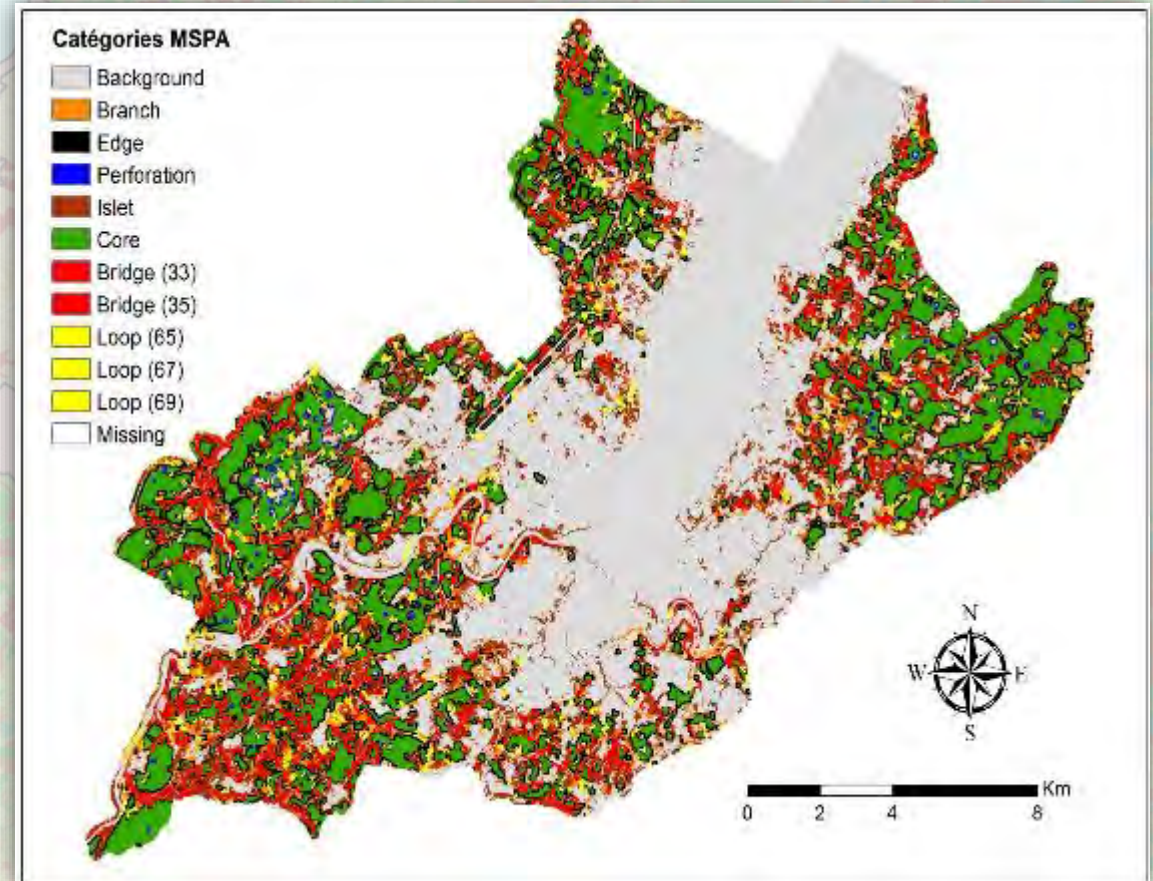 Catégories MSPA
Background
Branch
Edge
Perforation
Islet
Core
Bridge (33)
Bridge (35)
Loop (65)
Loop (67)
Loop (69)
Missing
N
W E
S
Km
0 2 4 8